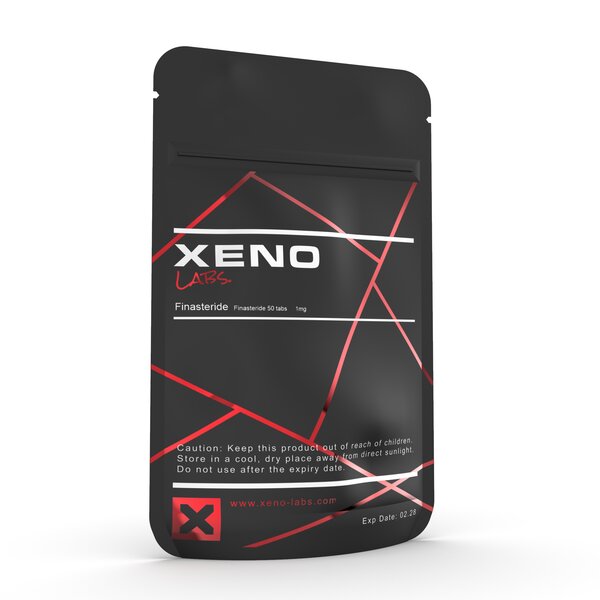 XENO
LABS.
Finasteride Finasteride 50 tabs 1mg
Caution: Keep this product out of reach of children.
Store in a cool, dry place away from direct sunlight.
Do not use after the expiry date.
X www.xeno-labs.com
Exp Date: 02.28